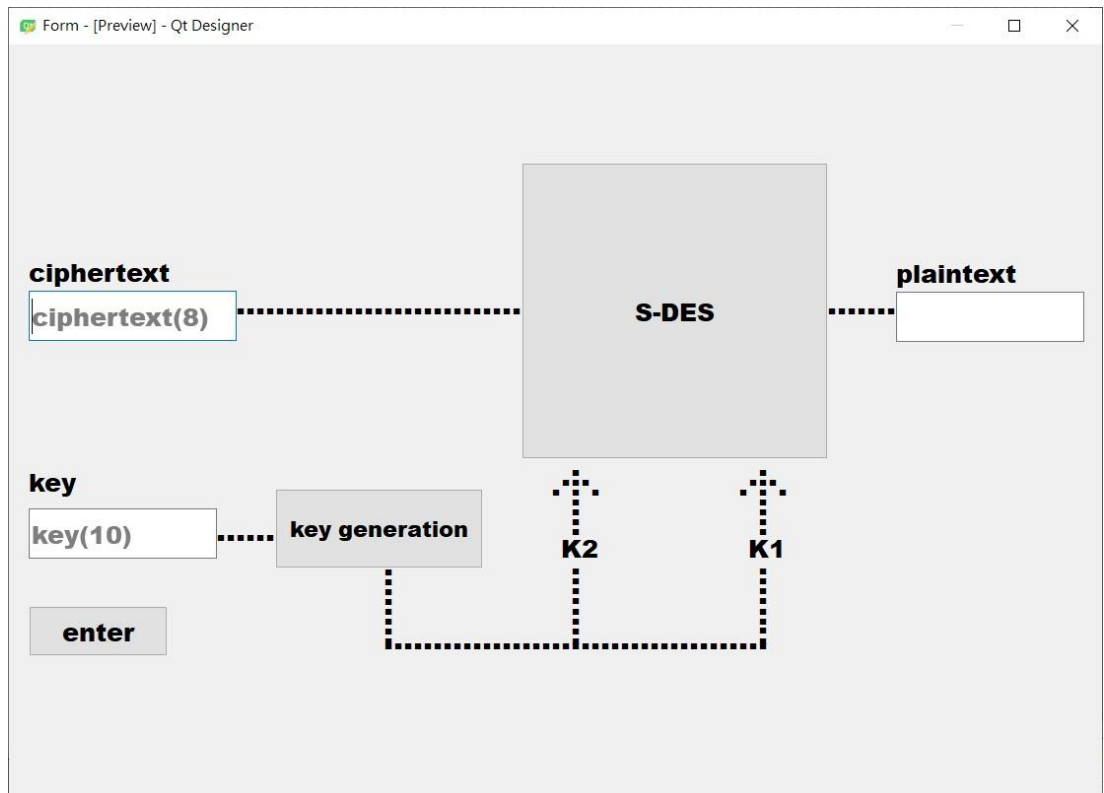 Form - [Preview] - Qt Designer
ciphertext
ciphertext(8)
S-DES
plaintext
key
key(10)
key generation
K2
K1
enter